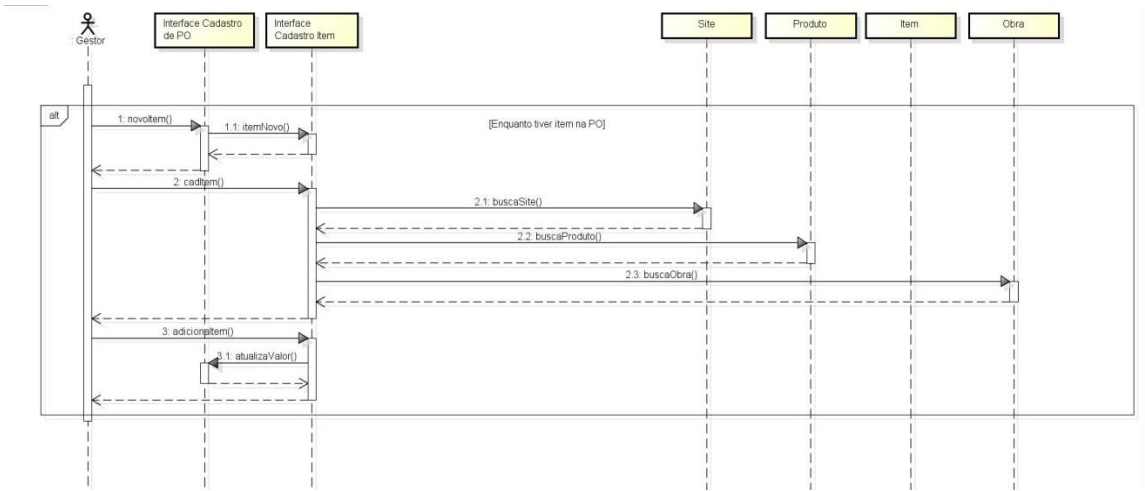 : Gestor
Interface Cadastro
de PO
Interface
Cadastro Item
Site
Produto
Item
Obra
alt
[Enquanto tiver item na PO]
1: novoItem()
1.1: itemNovo()
2: cadItem()
2.1: buscaSite()
2.2: buscaProduto()
2.3: buscaObra()
3: adicionaItem()
3.1: atualizaValor()